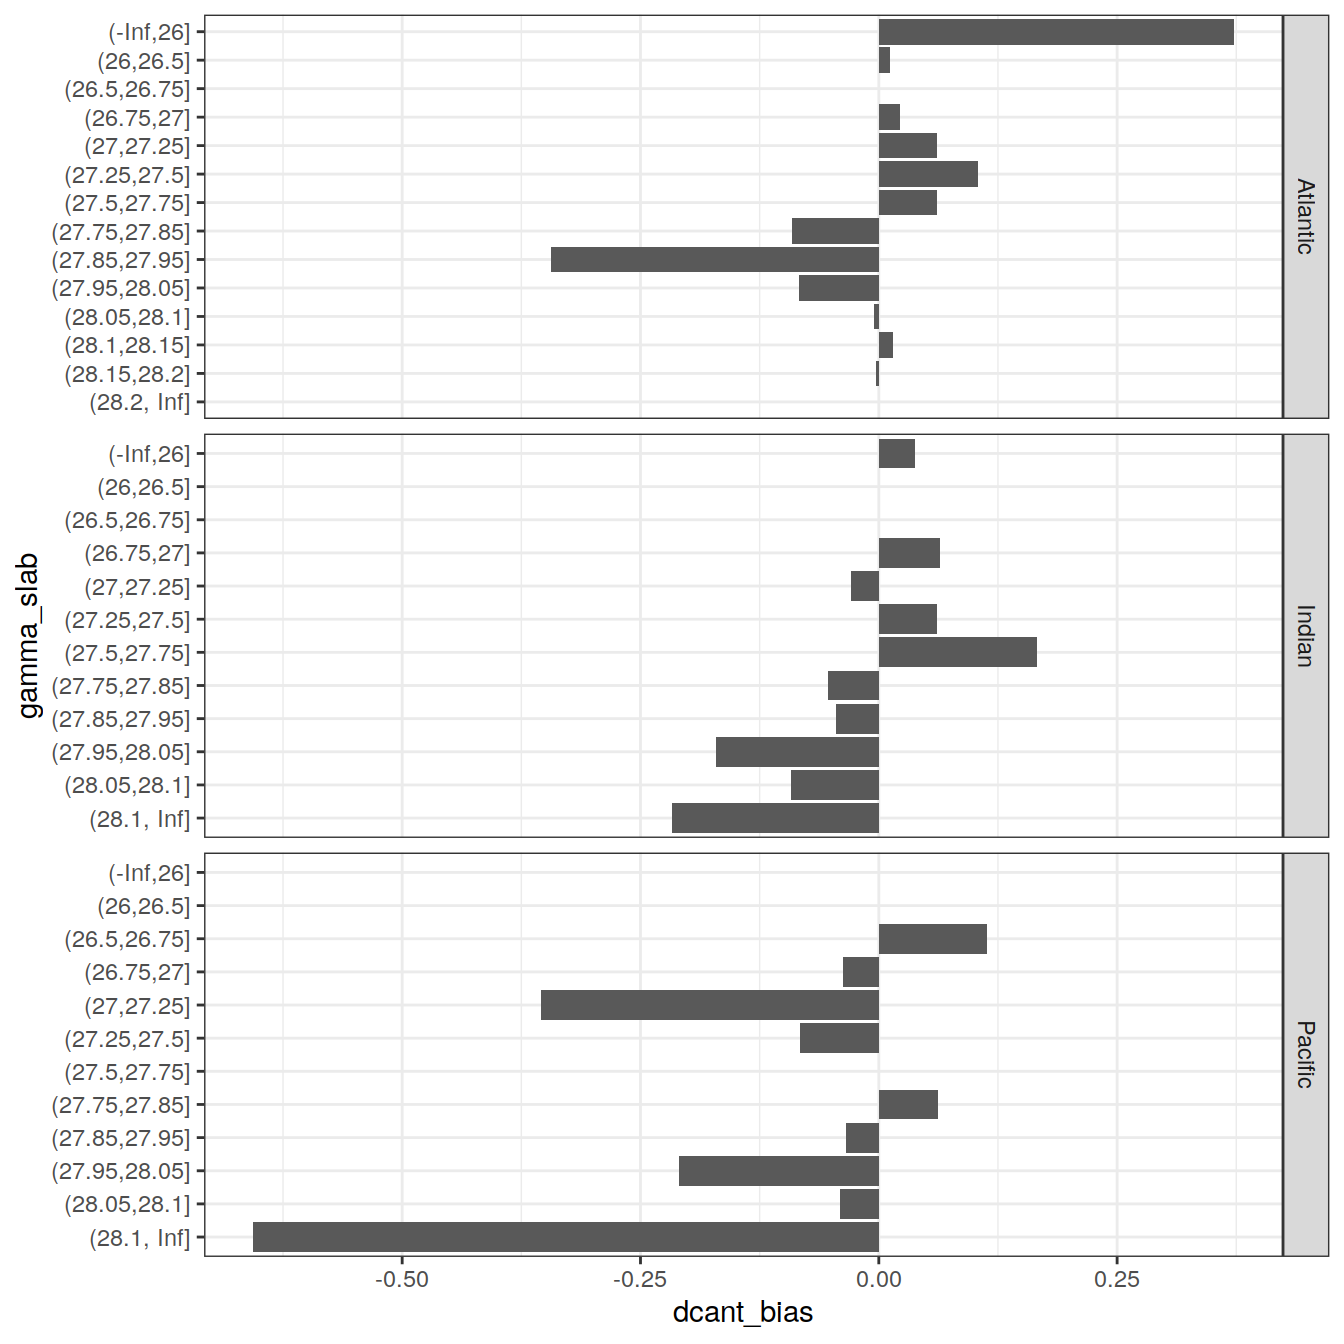 (-Inf,26]
(26,26.5]
(26.5,26.75]
(26.75,27]
(27,27.25]
(27.25,27.5]
(27.5,27.75]
(27.75,27.85]
(27.85,27.95]
(27.95,28.05]
(28.05,28.1]
(28.1,28.15]
(28.15,28.2]
(28.2, Inf]
Atlantic
(-Inf,26]
(26,26.5]
(26.5,26.75]
(26.75,27]
(27,27.25]
(27.25,27.5]
(27.5,27.75]
(27.75,27.85]
(27.85,27.95]
(27.95,28.05]
(28.05,28.1]
(28.1, Inf]
Indian
gamma_slab
(-Inf,26]
(26,26.5]
(26.5,26.75]
(26.75,27]
(27,27.25]
(27.25,27.5]
(27.5,27.75]
(27.75,27.85]
(27.85,27.95]
(27.95,28.05]
(28.05,28.1]
(28.1, Inf]
Pacific
-0.50 -0.25 0.00 0.25
dcant_bias